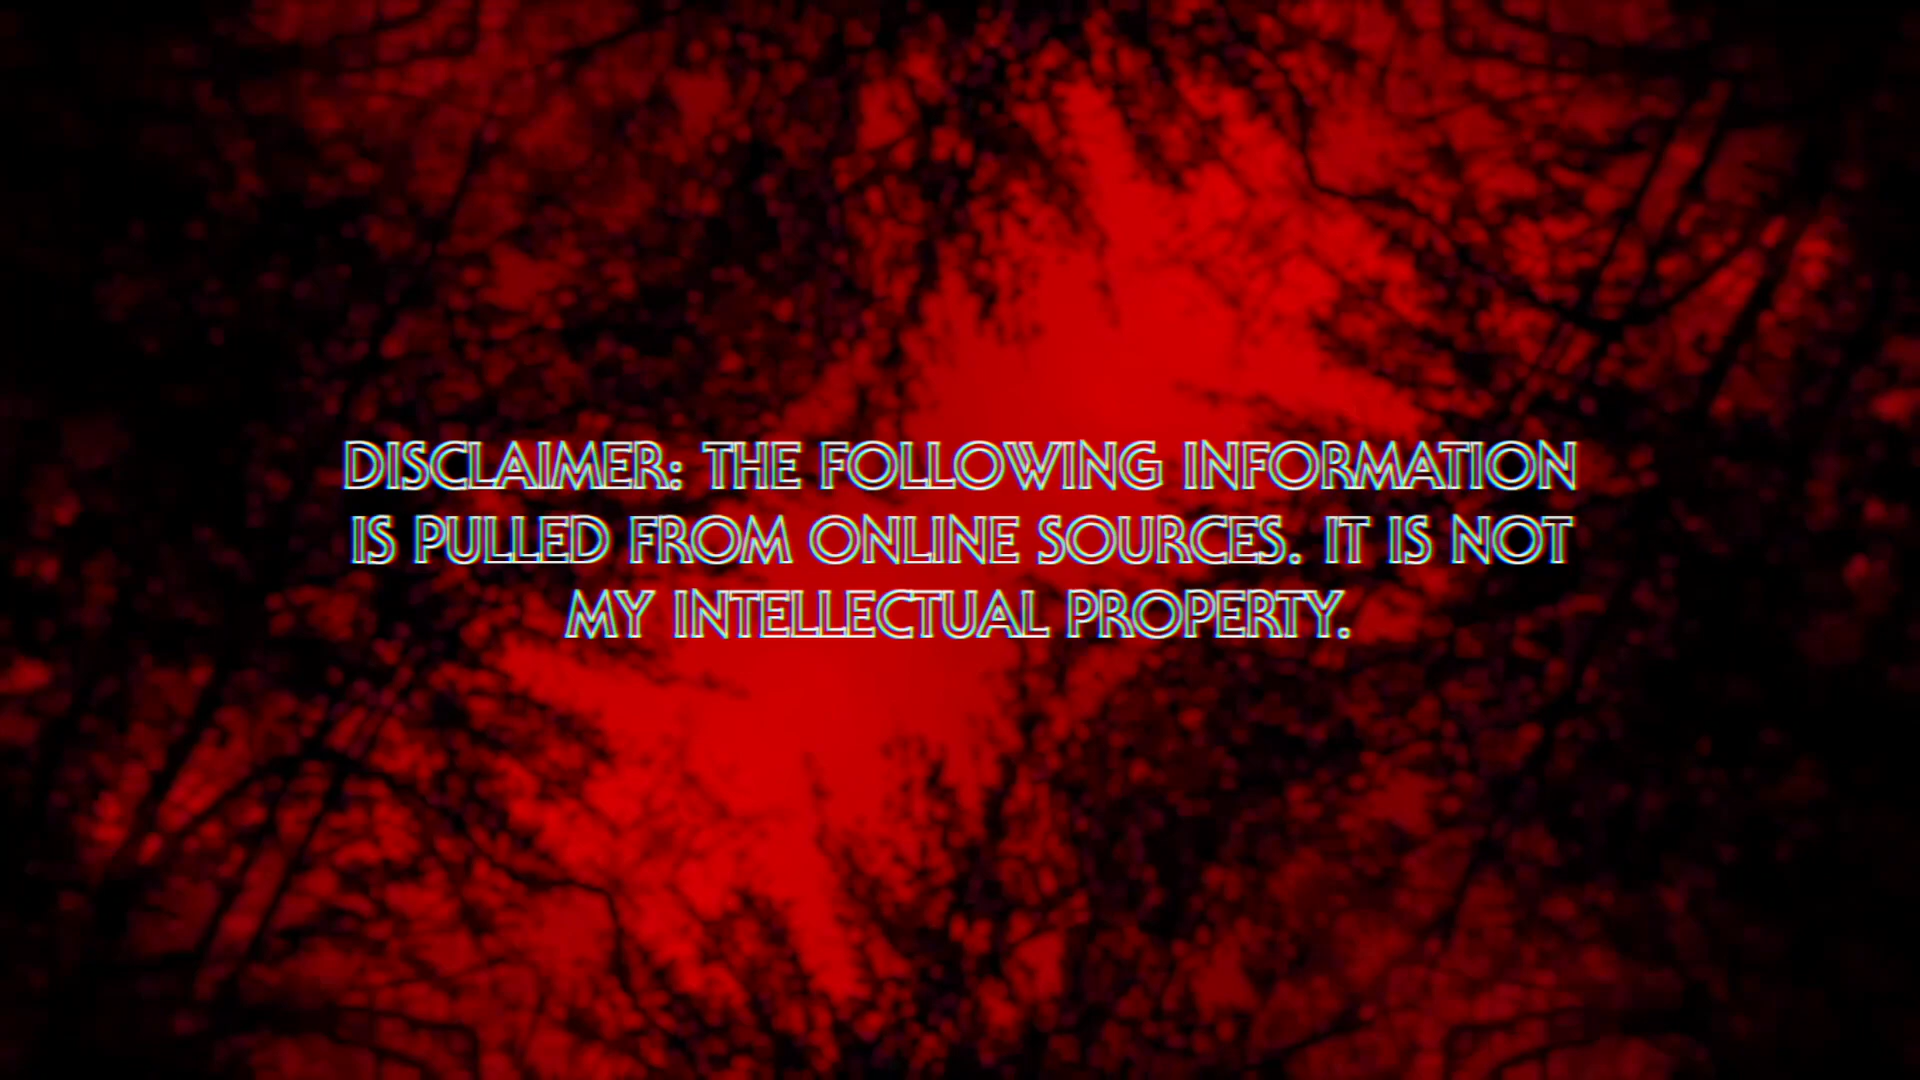 DISCLAIMER: THE FOLLOWING INFORMATION
IS PULLED FROM ONLINE SOURCES. IT IS NOT
MY INTELLECTUAL PROPERTY.